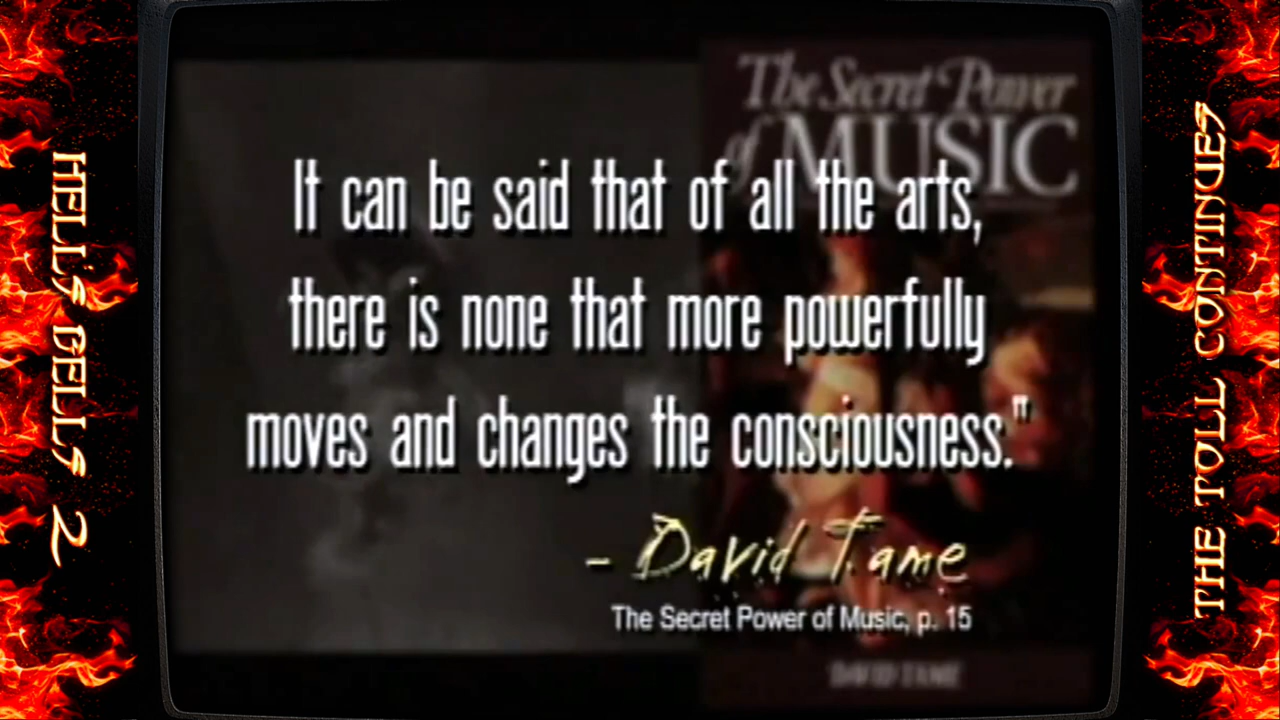 HELL'S BELLS 2
The Secret Power
of MUSIC
It can be said that of all the arts,
there is none that more powerfully
moves and changes the consciousness."
- David Tame
The Secret Power of Music, p. 15
DAVID TAME
THE TOLL CONTINUES